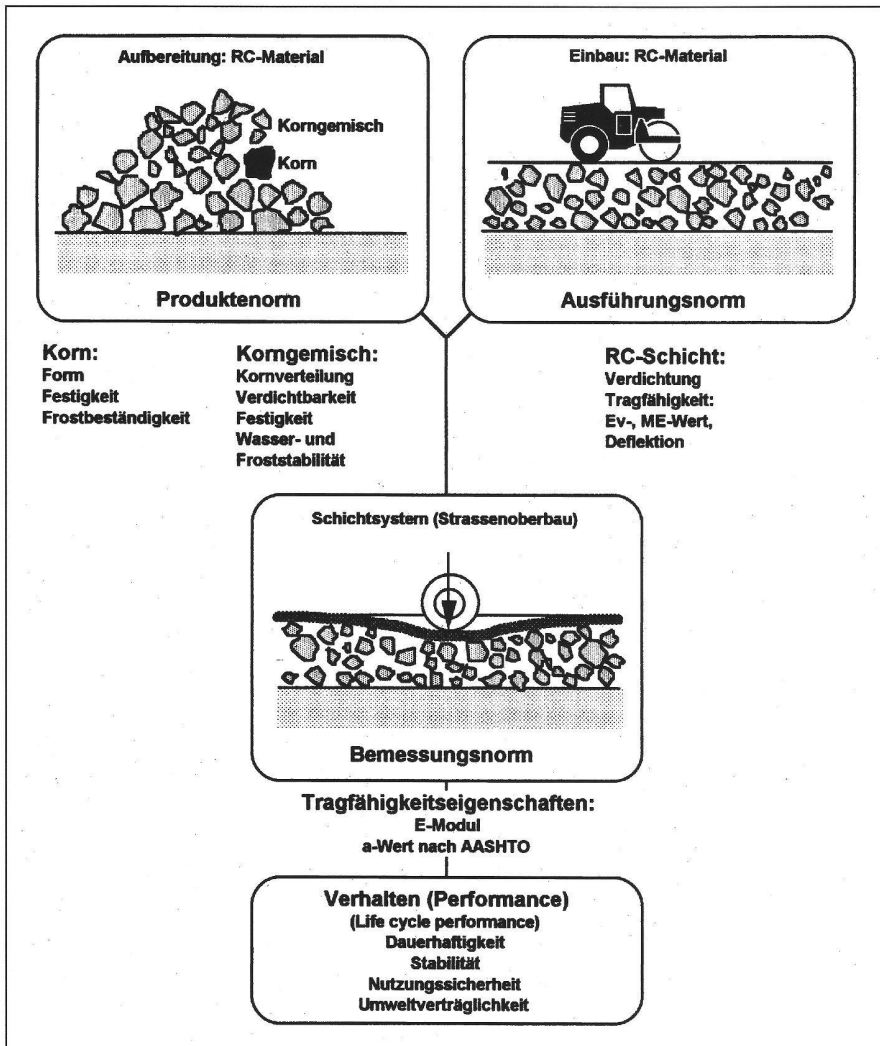 Aufbereitung: RC-Material
Korngemisch
Korn
Produktenorm
Einbau: RC-Material
Ausführungsnorm
Korn:
Form
Festigkeit
Frostbeständigkeit
Korngemisch:
Kornverteilung
Verdichtbarkeit
Festigkeit
Wasser- und
Froststabilität
RC-Schicht:
Verdichtung
Tragfähigkeit:
Ev-, ME-Wert,
Deflektion
Schichtsystem (Strassenoberbau)
Bemessungsnorm
Tragfähigkeitseigenschaften:
E-Modul
a-Wert nach AASHTO
Verhalten (Performance)
(Life cycle performance)
Dauerhaftigkeit
Stabilität
Nutzungssicherheit
Umweltverträglichkeit